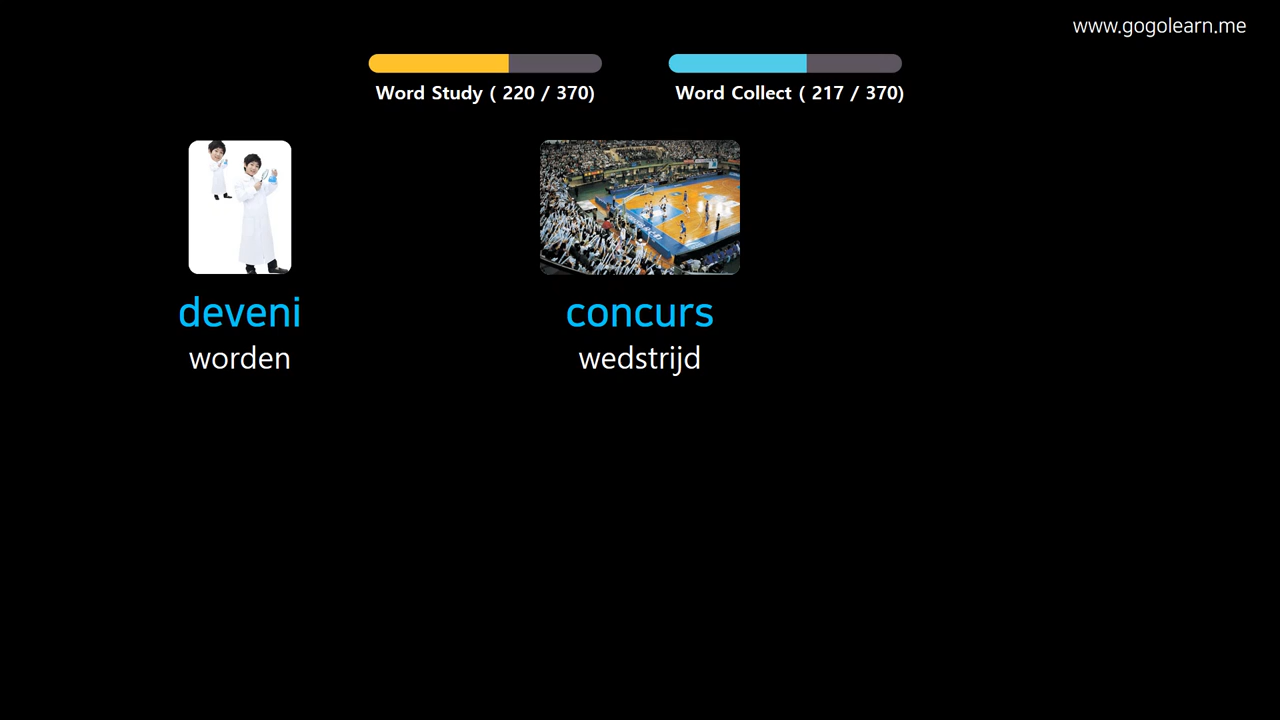 www.gogolearn.me
Word Study ( 220 / 370)
Word Collect ( 217 / 370)
deveni
worden
concurs
wedstrijd